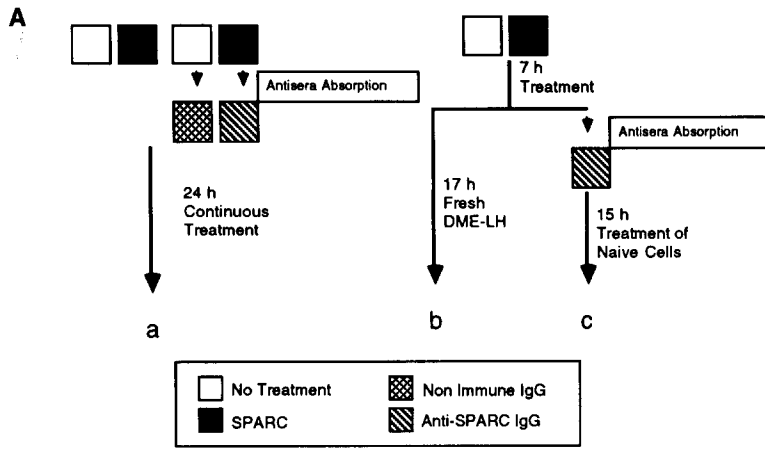 A
Antisera Absorption
24 h
Continuous
Treatment
a
7 h
Treatment
Antisera Absorption
17 h
Fresh
DME-LH
15 h
Treatment of
Naive Cells
b
c
No Treatment
Non Immune IgG
SPARC
Anti-SPARC IgG